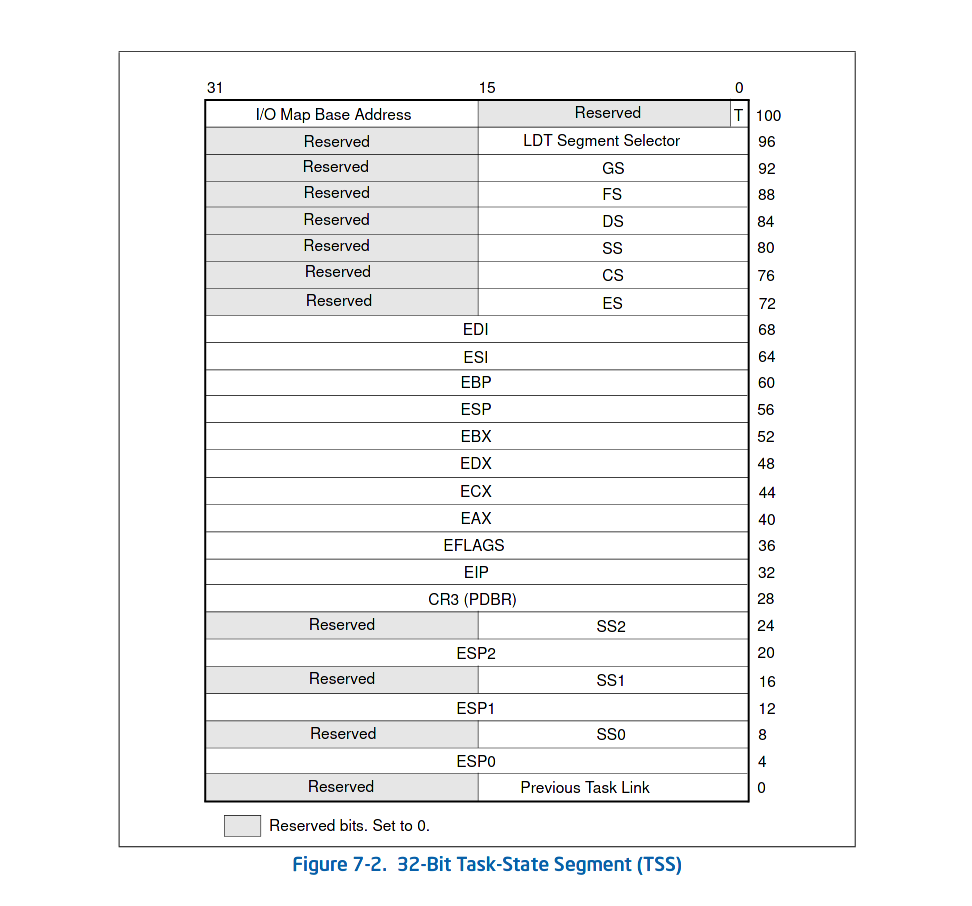 31 15 0
I/O Map Base Address Reserved T 100
Reserved LDT Segment Selector 96
Reserved GS 92
Reserved FS 88
Reserved DS 84
Reserved SS 80
Reserved CS 76
Reserved ES 72
EDI 68
ESI 64
EBP 60
ESP 56
EBX 52
EDX 48
ECX 44
EAX 40
EFLAGS 36
EIP 32
CR3 (PDBR) 28
Reserved SS2 24
ESP2 20
Reserved SS1 16
ESP1 12
Reserved SS0 8
ESP0 4
Reserved Previous Task Link 0
Reserved bits. Set to 0.
Figure 7-2. 32-Bit Task-State Segment (TSS)